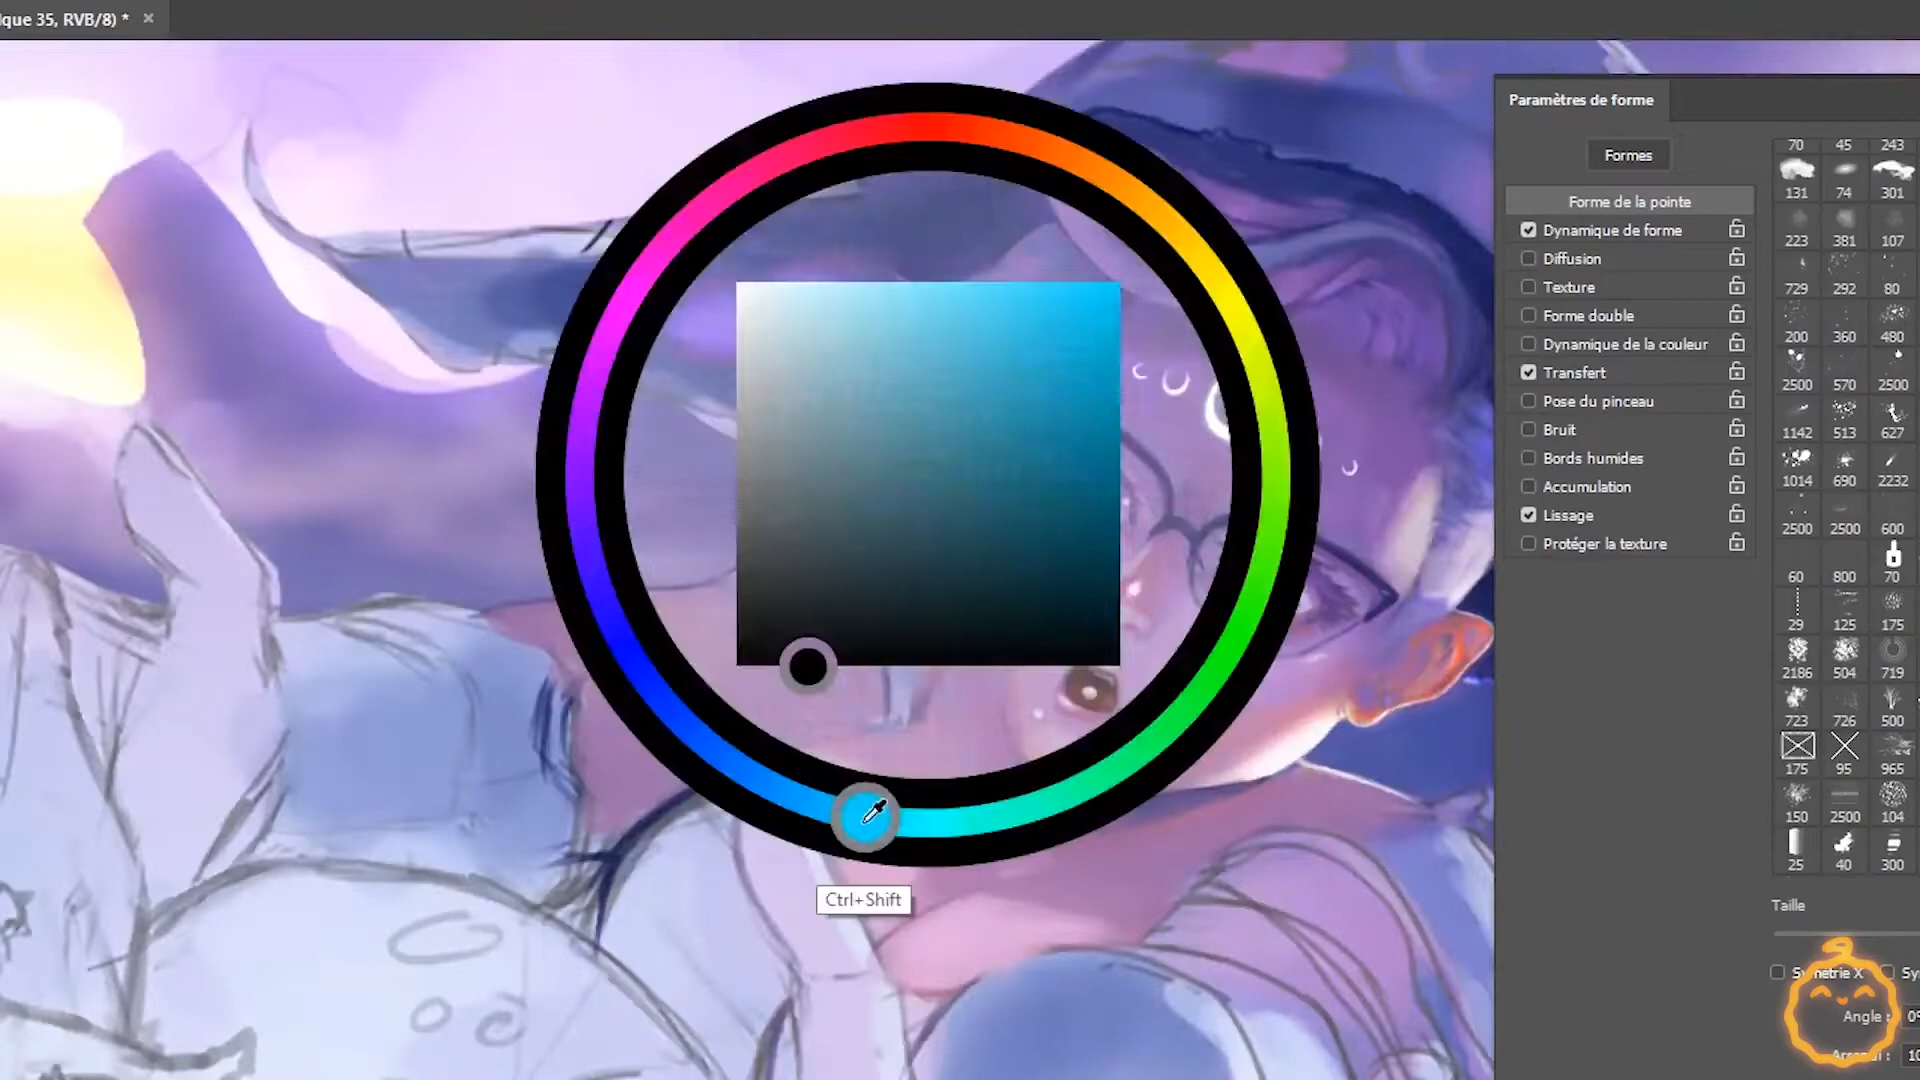 que 35, RVB/8) *
Paramètres de forme
Formes
Forme de la pointe
Dynamique de forme
Diffusion
Texture
Forme double
Dynamique de la couleur
Transfert
Pose du pinceau
Bruit
Bords humides
Accumulation
Lissage
Protéger la texture
70 45 243
131 74 301
223 381 107
729 292 80
200 360 480
2500 570 2500
1142 513 627
1014 690 2232
2500 2500 600
60 800 70
29 125 175
2186 504 719
723 726 500
175 95 965
150 2500 104
25 40 300
Taille
Symétrie X Sy
Angle : 0°
10
Ctrl+Shift